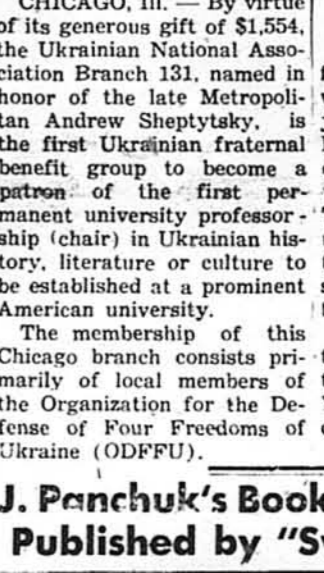 CHICAGO, Ill. — By virtue
of its generous gift of $1,554,
the Ukrainian National Asso-
ciation Branch 131, named in
honor of the late Metropoli-
tan Andrew Sheptytsky, is
the first Ukrainian fraternal
benefit group to become a
patron of the first per-
manent university professor-
ship (chair) in Ukrainian his-
tory, literature or culture to
be established at a prominent
American university.
The membership of this
Chicago branch consists pri-
marily of local members of
the Organization for the De-
fense of Four Freedoms of
Ukraine (ODFFU).
J. Panchuk's Book
Published by "S